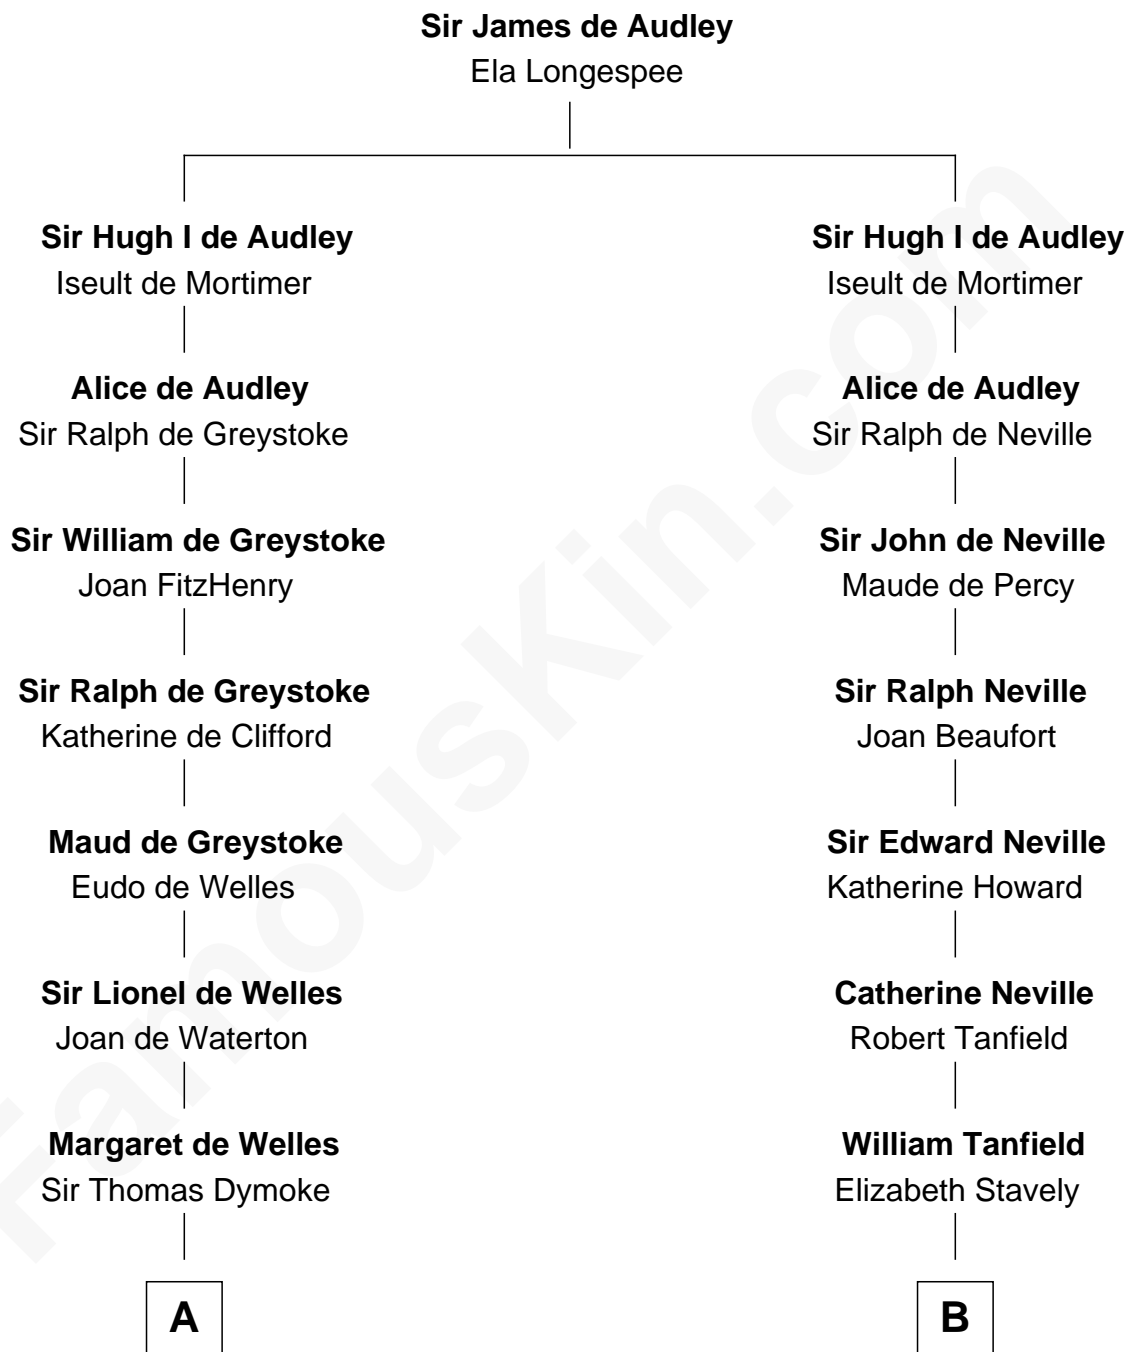 Sir James de Audley
Ela Longespee
Sir Hugh I de Audley
Iseult de Mortimer
Alice de Audley
Sir Ralph de Greystoke
Sir William de Greystoke
Joan FitzHenry
Sir Ralph de Greystoke
Katherine de Clifford
Maud de Greystoke
Eudo de Welles
Sir Lionel de Welles
Joan de Waterton
Margaret de Welles
Sir Thomas Dymoke
A
Sir Hugh I de Audley
Iseult de Mortimer
Alice de Audley
Sir Ralph de Neville
Sir John de Neville
Maude de Percy
Sir Ralph Neville
Joan Beaufort
Sir Edward Neville
Katherine Howard
Catherine Neville
Robert Tanfield
William Tanfield
Elizabeth Stavely
B
FamousKin.com